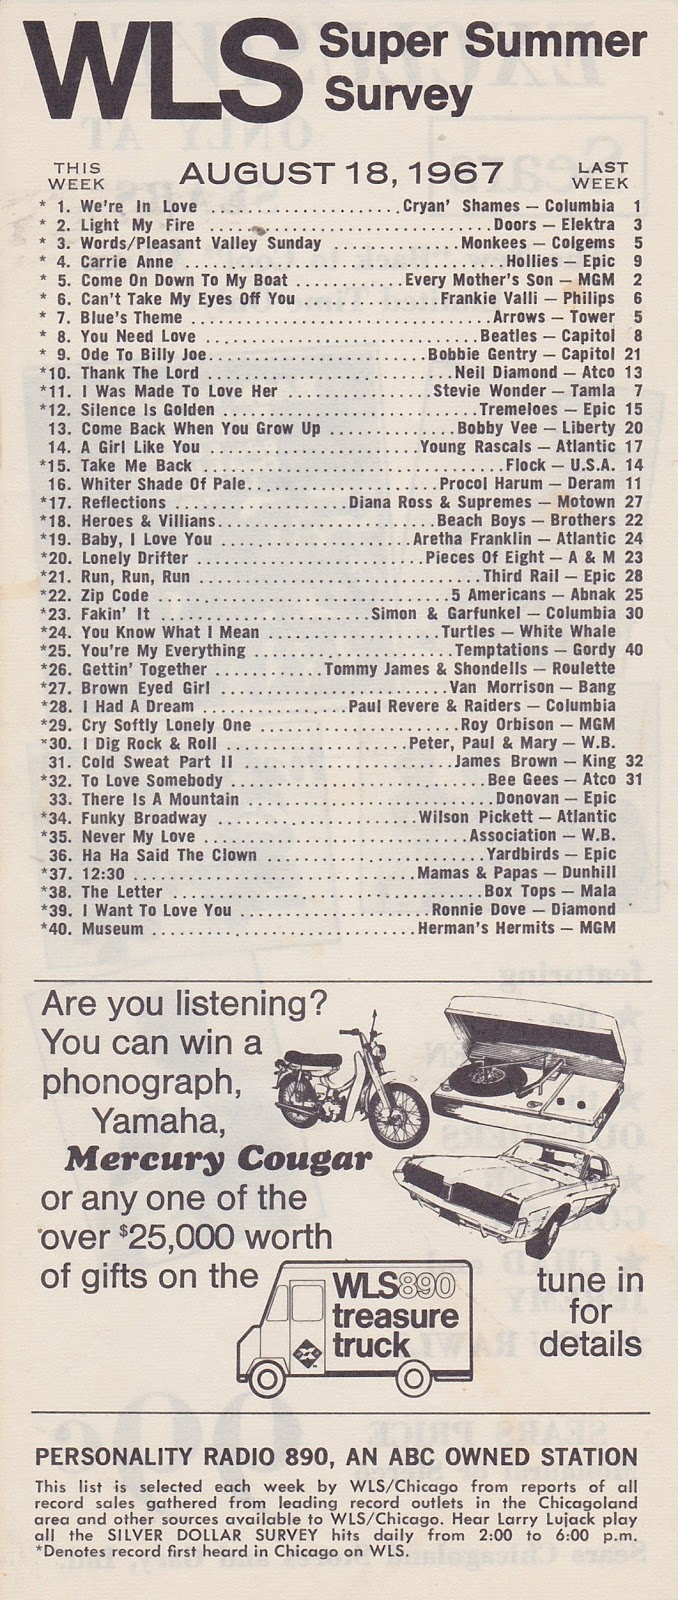 WLS Super Summer Survey
THIS WEEK AUGUST 18, 1967 LAST WEEK
* 1. We're In Love ........ Cryan' Shames — Columbia 1
* 2. Light My Fire ........ Doors — Elektra 3
* 3. Words/Pleasant Valley Sunday ........ Monkees — Colgems 5
* 4. Carrie Anne ........ Hollies — Epic 9
* 5. Come On Down To My Boat ........ Every Mother's Son — MGM 2
* 6. Can't Take My Eyes Off You ........ Frankie Valli — Philips 6
* 7. Blue's Theme ........ Arrows — Tower 5
* 8. You Need Love ........ Beatles — Capitol 8
* 9. Ode To Billy Joe ........ Bobbie Gentry — Capitol 21
*10. Thank The Lord ........ Neil Diamond — Atco 13
*11. I Was Made To Love Her ........ Stevie Wonder — Tamla 7
*12. Silence Is Golden ........ Tremeloes — Epic 15
13. Come Back When You Grow Up ........ Bobby Vee — Liberty 20
14. A Girl Like You ........ Young Rascals — Atlantic 17
*15. Take Me Back ........ Flock — U.S.A. 14
16. Whiter Shade Of Pale ........ Procol Harum — Deram 11
*17. Reflections ........ Diana Ross & Supremes — Motown 27
*18. Heroes & Villians ........ Beach Boys — Brothers 22
*19. Baby, I Love You ........ Aretha Franklin — Atlantic 24
*20. Lonely Drifter ........ Pieces Of Eight — A & M 23
*21. Run, Run, Run ........ Third Rail — Epic 28
*22. Zip Code ........ 5 Americans — Abnak 25
*23. Fakin' It ........ Simon & Garfunkel — Columbia 30
*24. You Know What I Mean ........ Turtles — White Whale
*25. You're My Everything ........ Temptations — Gordy 40
*26. Gettin' Together ........ Tommy James & Shondells — Roulette
*27. Brown Eyed Girl ........ Van Morrison — Bang
*28. I Had A Dream ........ Paul Revere & Raiders — Columbia
*29. Cry Softly Lonely One ........ Roy Orbison — MGM
*30. I Dig Rock & Roll ........ Peter, Paul & Mary — W.B.
31. Cold Sweat Part II ........ James Brown — King 32
*32. To Love Somebody ........ Bee Gees — Atco 31
33. There Is A Mountain ........ Donovan — Epic
*34. Funky Broadway ........ Wilson Pickett — Atlantic
*35. Never My Love ........ Association — W.B.
36. Ha Ha Said The Clown ........ Yardbirds — Epic
*37. 12:30 ........ Mamas & Papas — Dunhill
*38. The Letter ........ Box Tops — Mala
*39. I Want To Love You ........ Ronnie Dove — Diamond
*40. Museum ........ Herman's Hermits — MGM
Are you listening?
You can win a
phonograph,
Yamaha,
Mercury Cougar
or any one of the
over $25,000 worth
of gifts on the
WLS890
treasure
truck
tune in
for
details
PERSONALITY RADIO 890, AN ABC OWNED STATION
This list is selected each week by WLS/Chicago from reports of all
record sales gathered from leading record outlets in the Chicagoland
area and other sources available to WLS/Chicago. Hear Larry Lujack play
all the SILVER DOLLAR SURVEY hits daily from 2:00 to 6:00 p.m.
*Denotes record first heard in Chicago on WLS.